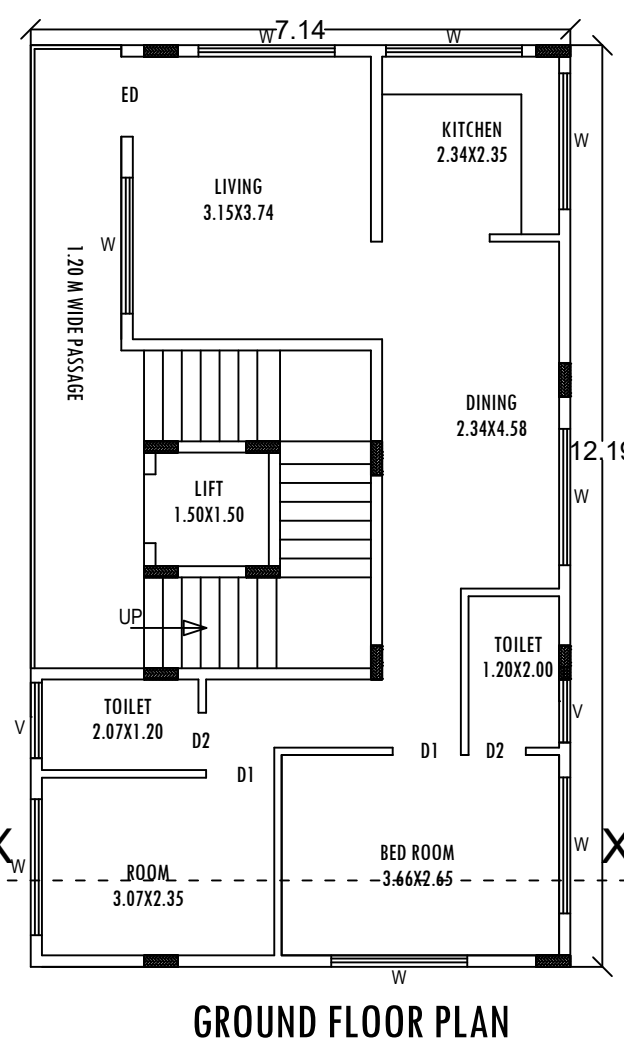 7.14
W
W
ED
KITCHEN
2.34X2.35
W
LIVING
3.15X3.74
W
1.20 M WIDE PASSAGE
DINING
2.34X4.58
12.19
W
LIFT
1.50X1.50
UP
TOILET
1.20X2.00
TOILET
2.07X1.20
V
V
D2
D1
D2
D1
X
X
W
W
BED ROOM
3.66X2.65
ROOM
3.07X2.35
W
GROUND FLOOR PLAN